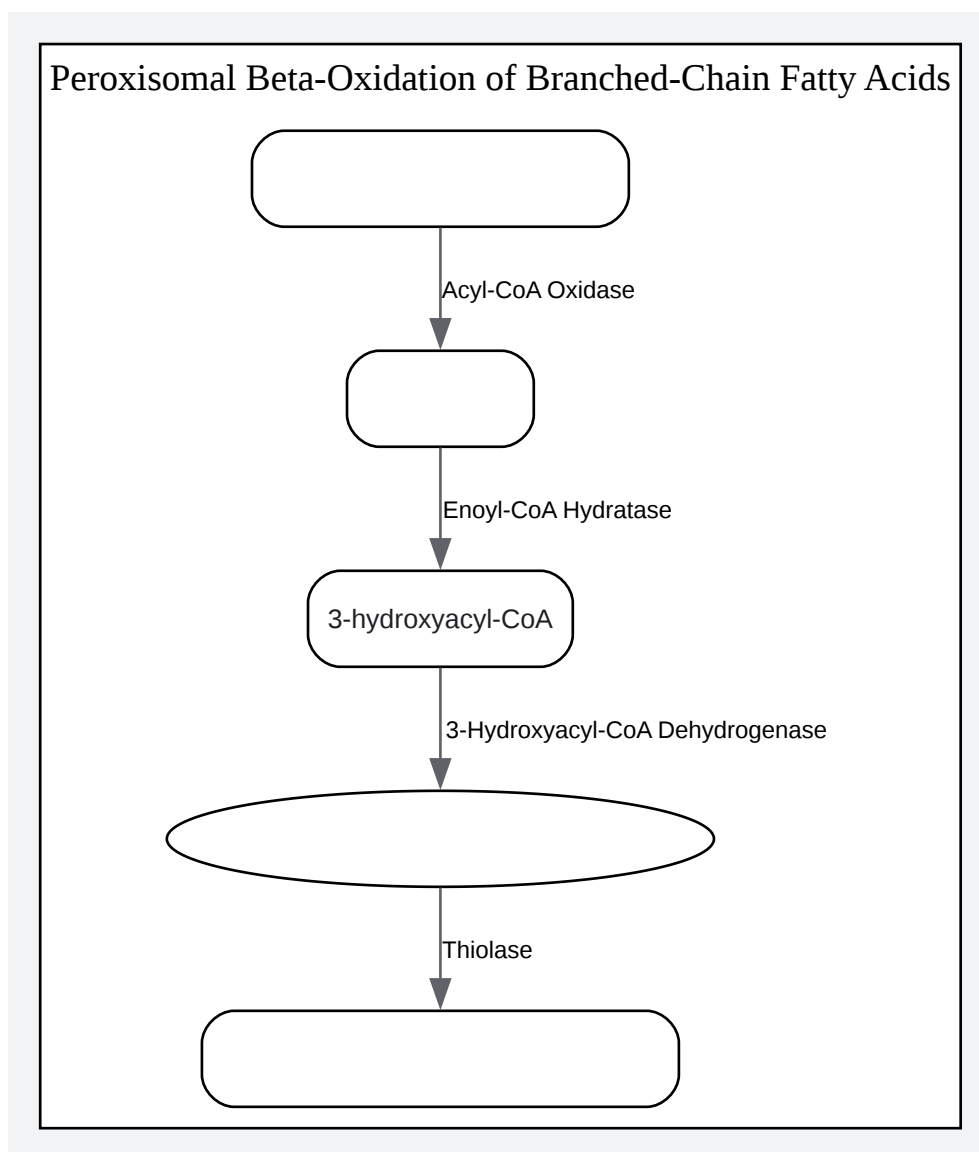 Peroxisomal Beta-Oxidation of Branched-Chain Fatty Acids
Acyl-CoA Oxidase
Enoyl-CoA Hydratase
3-hydroxyacyl-CoA
3-Hydroxyacyl-CoA Dehydrogenase
Thiolase